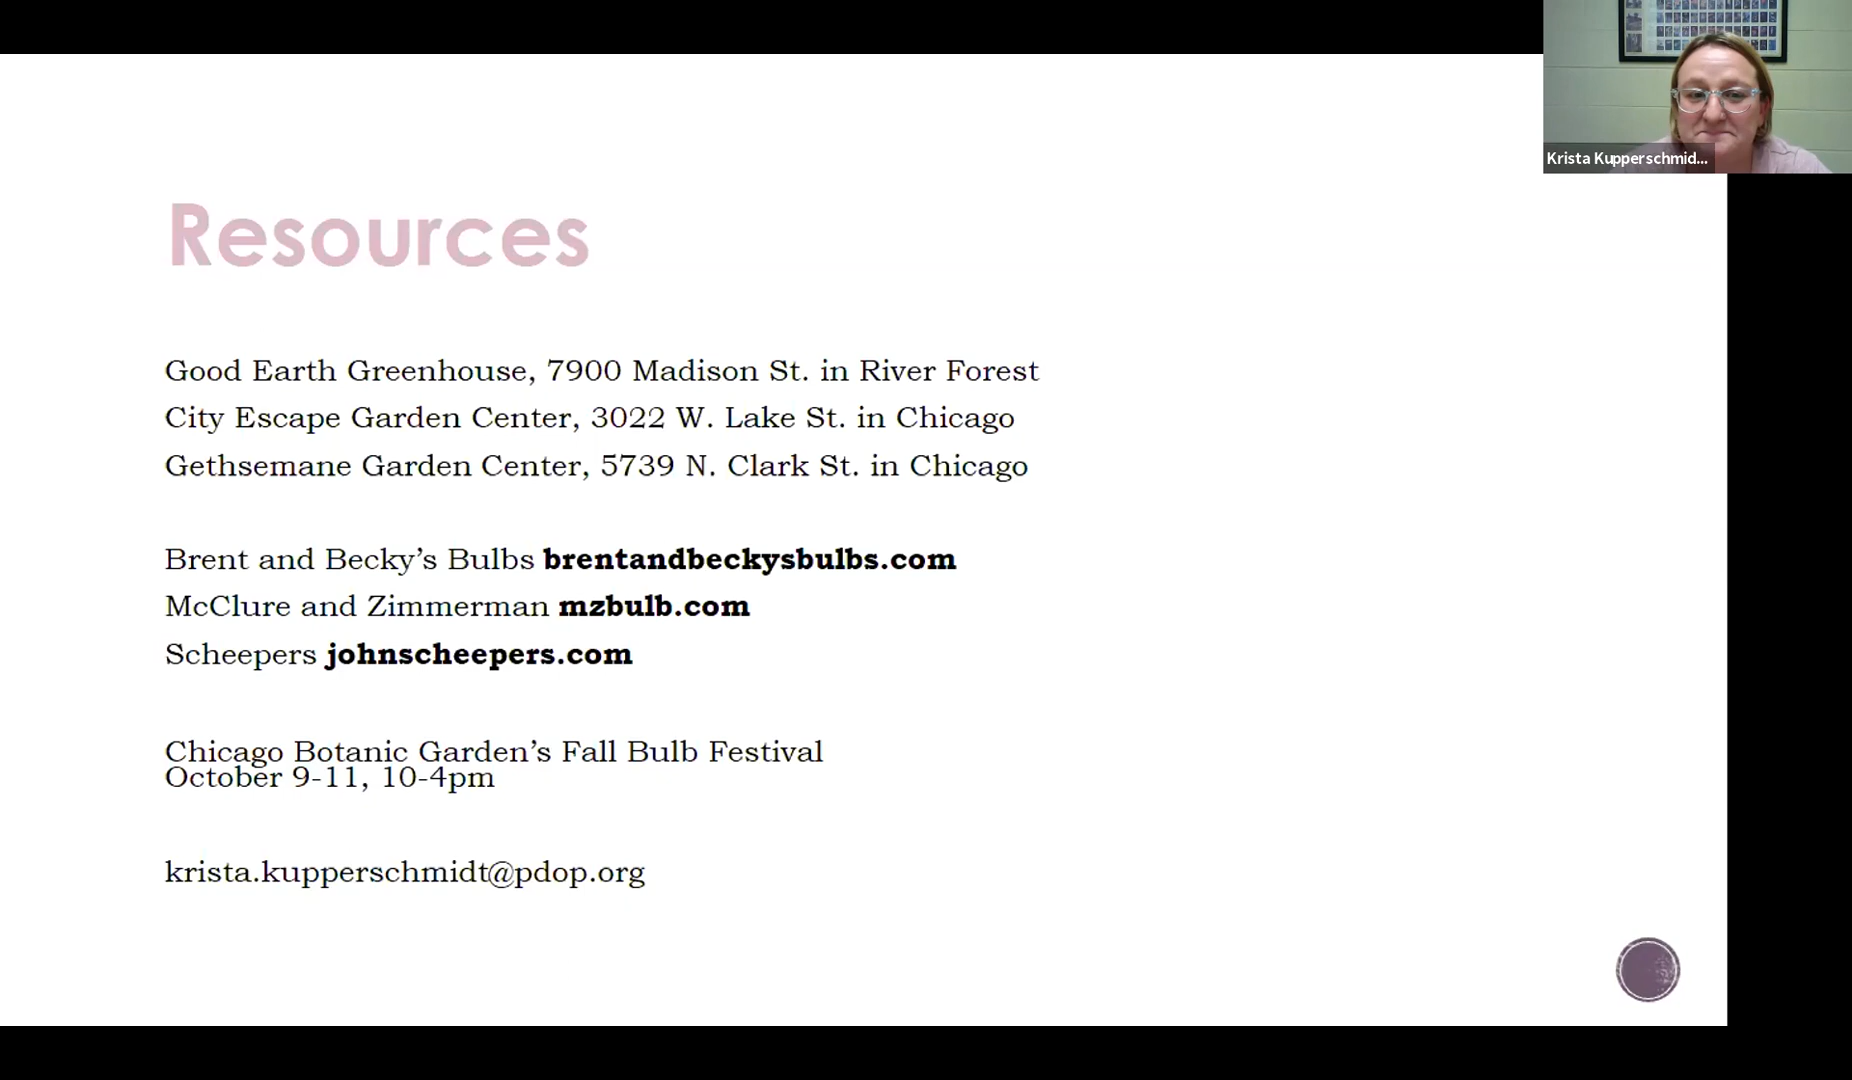 Krista Kupperschmid...
Resources
Good Earth Greenhouse, 7900 Madison St. in River Forest
City Escape Garden Center, 3022 W. Lake St. in Chicago
Gethsemane Garden Center, 5739 N. Clark St. in Chicago
Brent and Becky’s Bulbs brentandbeckysbulbs.com
McClure and Zimmerman mzbulb.com
Scheepers johnscheepers.com
Chicago Botanic Garden’s Fall Bulb Festival
October 9-11, 10-4pm
krista.kupperschmidt@pdop.org